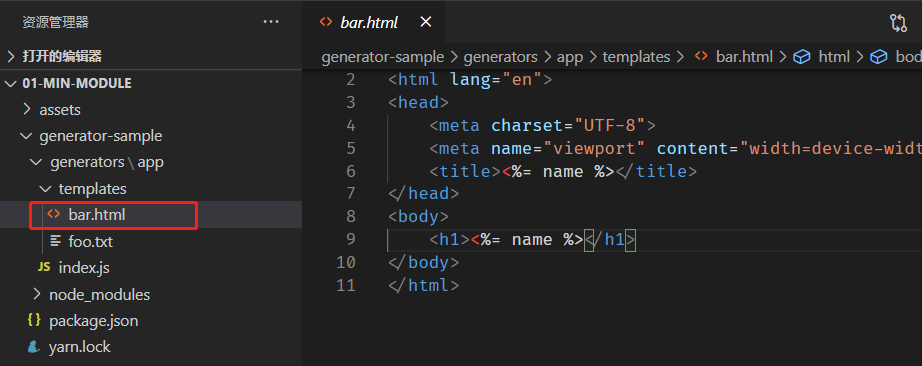 资源管理器
打开的编辑器
01-MIN-MODULE
assets
generator-sample
generators\app
templates
bar.html
foo.txt
index.js
node_modules
package.json
yarn.lock
bar.html
generator-sample > generators > app > templates > bar.html > html > bod
2 <html lang="en">
3 <head>
4 <meta charset="UTF-8">
5 <meta name="viewport" content="width=device-widt
6 <title><%= name %></title>
7 </head>
8 <body>
9 <h1><%= name %></h1>
10 </body>
11 </html>